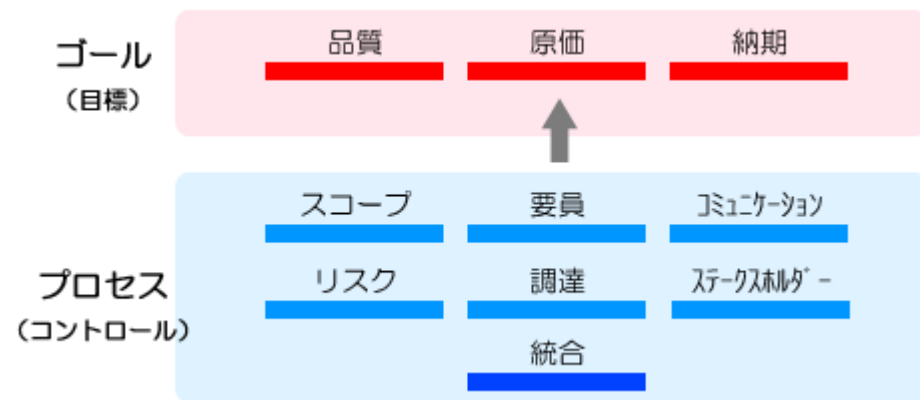 ゴール
（目標）
品質 原価 納期
プロセス
（コントロール）
スコープ 要員 ｺﾐｭﾆｹｰｼｮﾝ
リスク 調達 ｽﾃｰｸｽﾎﾙﾀﾞｰ
統合